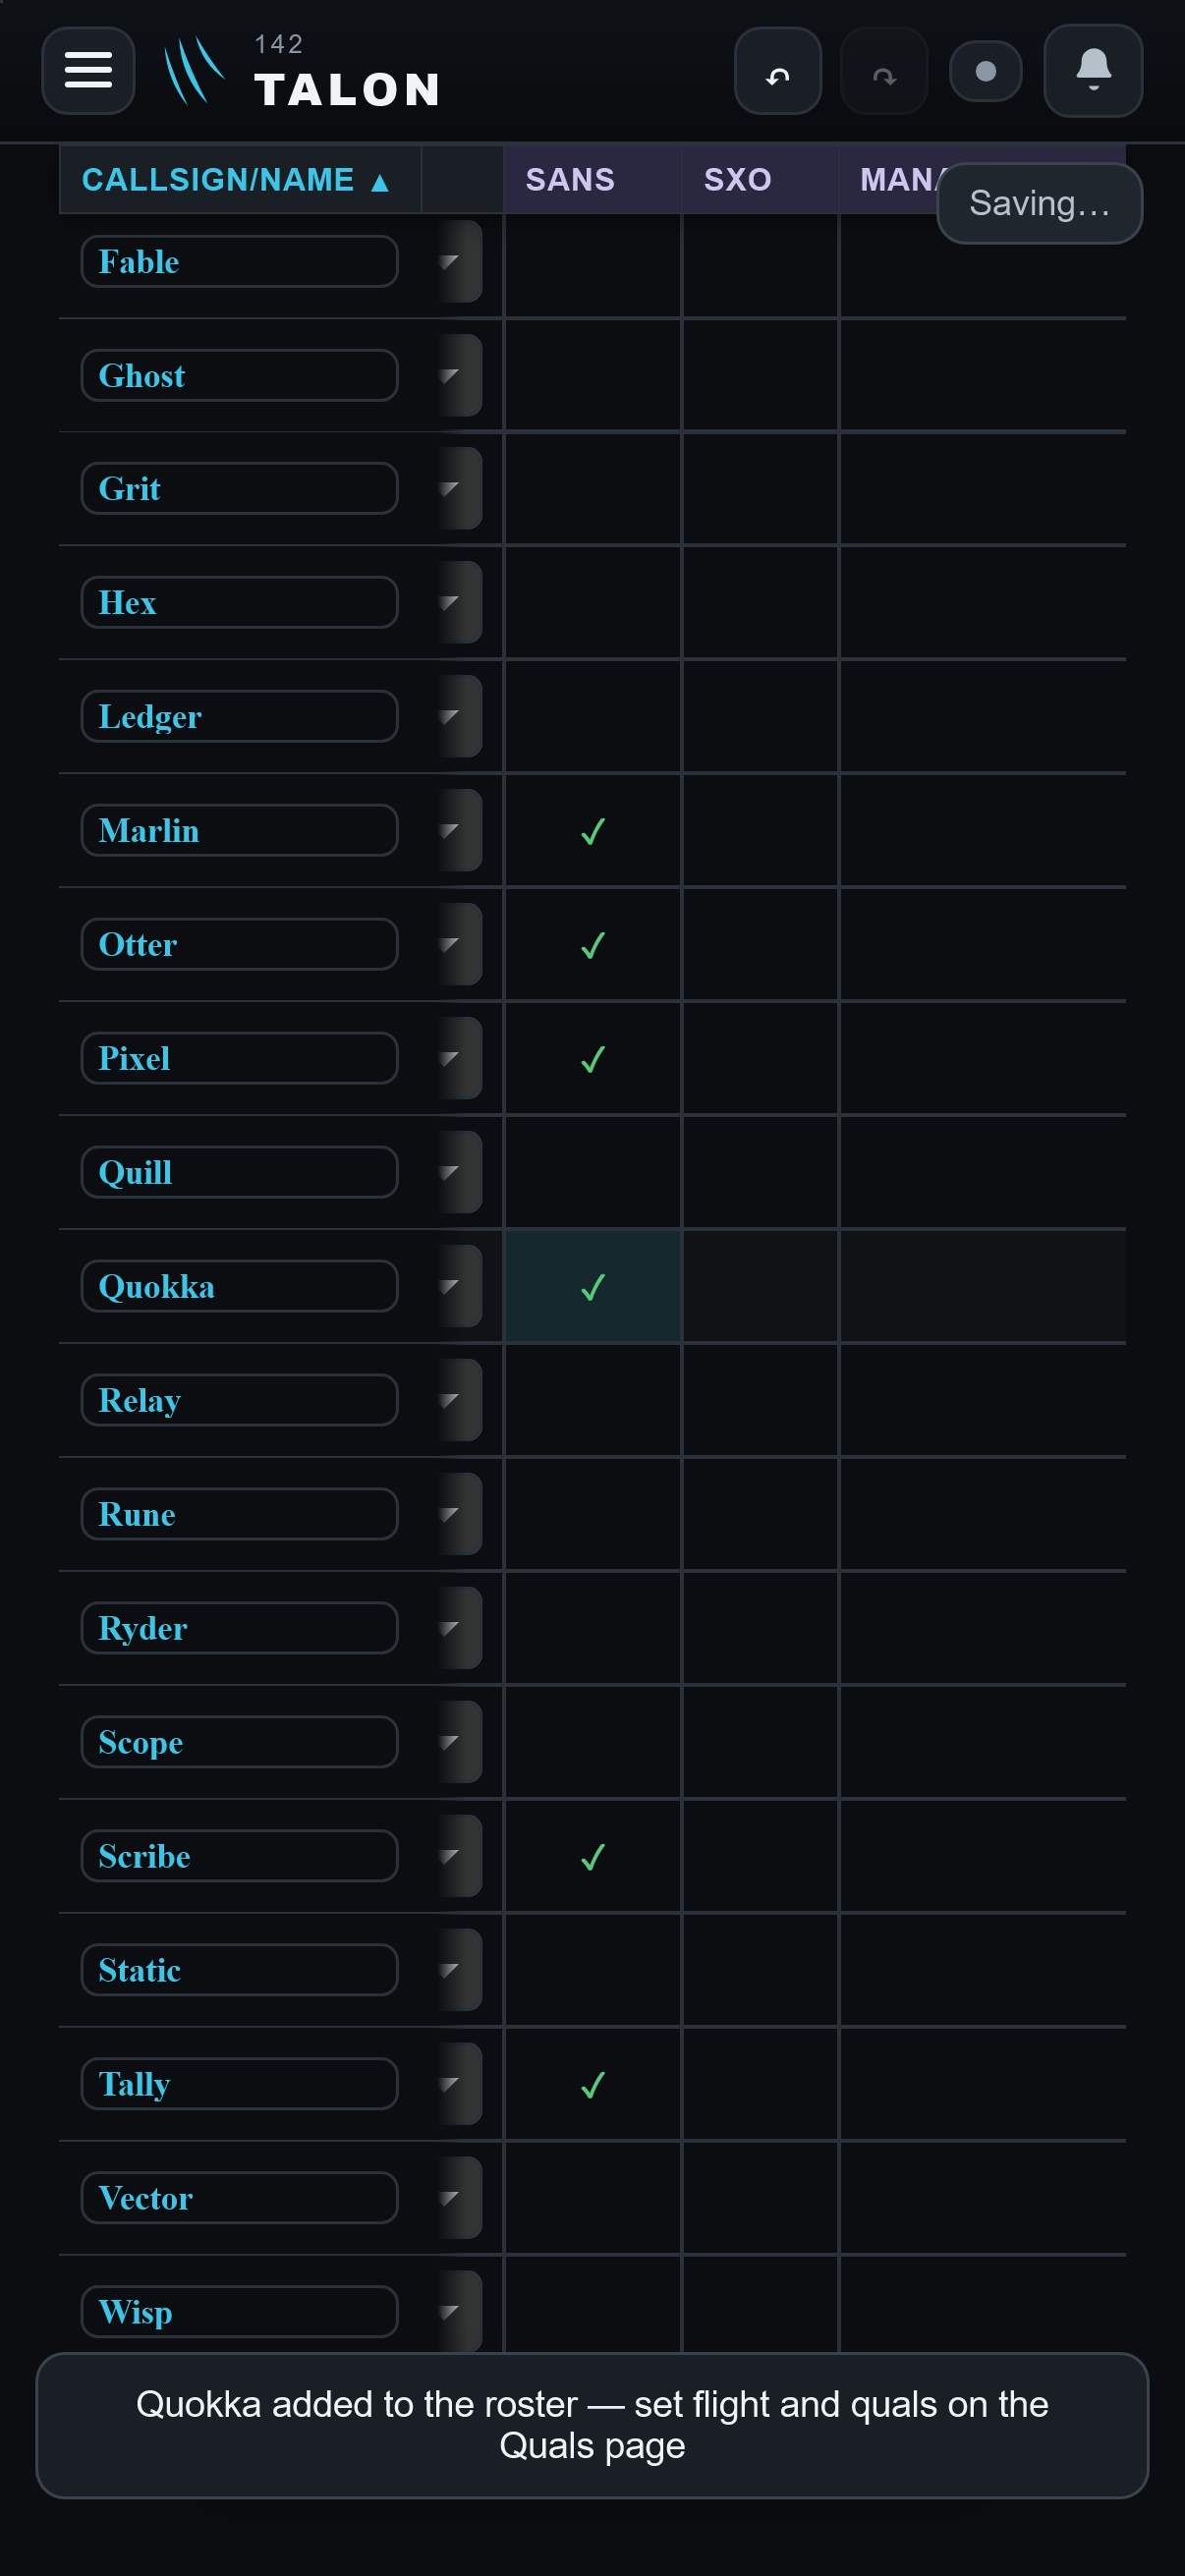 142
TALON
CALLSIGN/NAME ▲ SANS SXO MANA
Saving…
Fable
Ghost
Grit
Hex
Ledger
Marlin ✓
Otter ✓
Pixel ✓
Quill
Quokka ✓
Relay
Rune
Ryder
Scope
Scribe ✓
Static
Tally ✓
Vector
Wisp
Quokka added to the roster — set flight and quals on the
Quals page